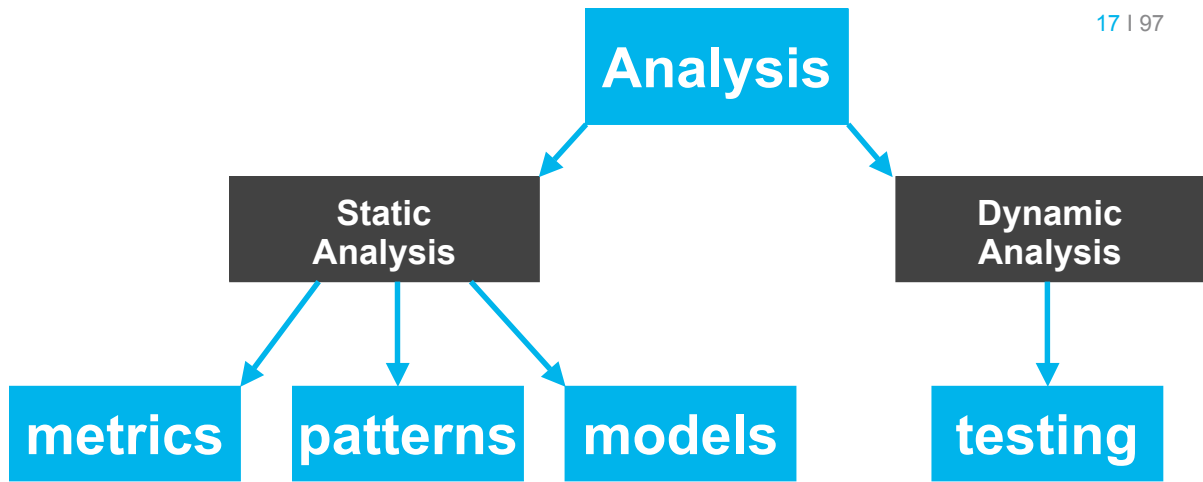 17 | 97
Analysis
Static
Analysis
Dynamic
Analysis
metrics
patterns
models
testing